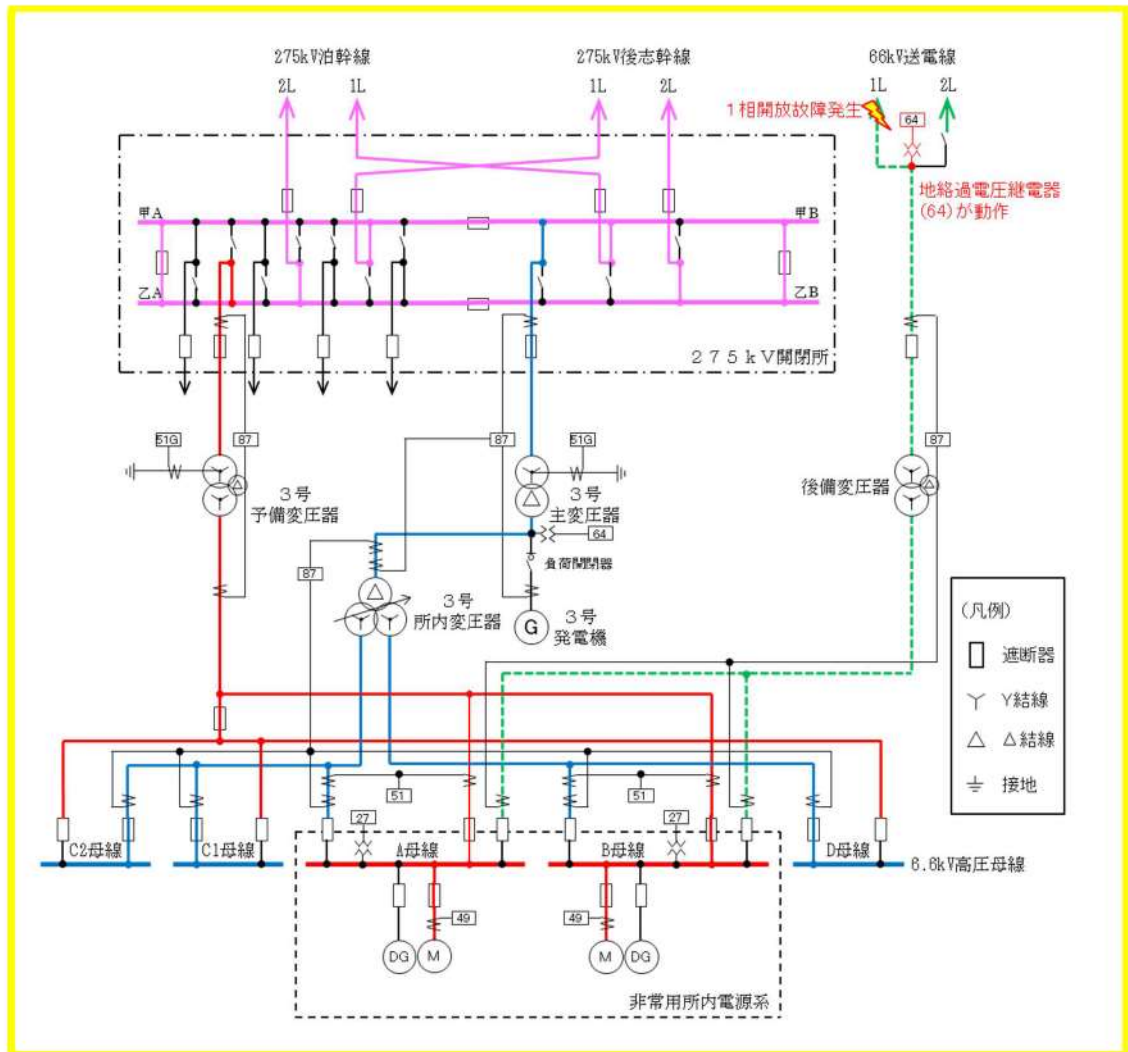 275kV泊幹線
2L
1L
275kV後志幹線
1L
2L
66kV送電線
1L
2L
1相開放故障発生
64
地絡過電圧継電器
(64)が動作
甲A
甲B
乙A
乙B
275kV開閉所
51G
87
3号
予備変圧器
87
51G
3号
主変圧器
64
負荷開閉器
87
3号
所内変圧器
G
3号
発電機
後備変圧器
87
(凡例)
遮断器
Y結線
Δ結線
接地
51
51
27
27
C2母線
C1母線
A母線
B母線
D母線
6.6kV高圧母線
49
49
DG
M
M
DG
非常用所内電源系